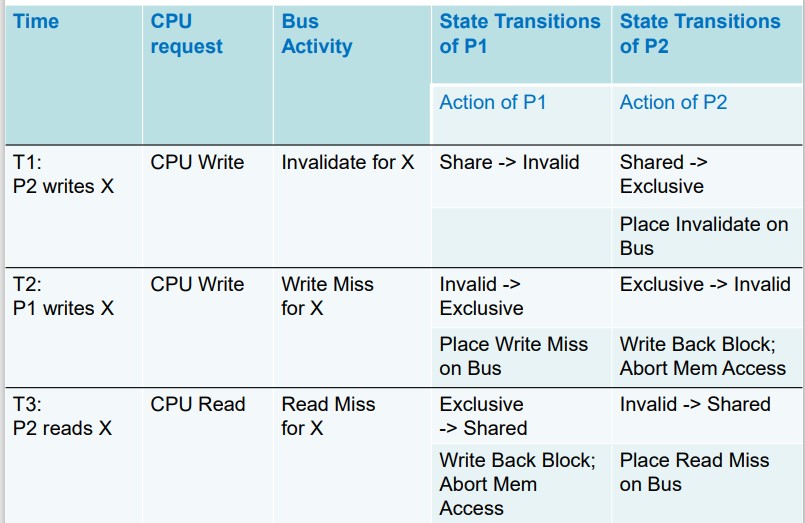 Time
CPU request
Bus Activity
State Transitions of P1
State Transitions of P2
Action of P1
Action of P2
T1:
P2 writes X
CPU Write
Invalidate for X
Share -> Invalid
Shared ->
Exclusive
Place Invalidate on
Bus
T2:
P1 writes X
CPU Write
Write Miss
for X
Invalid ->
Exclusive
Exclusive -> Invalid
Place Write Miss
on Bus
Write Back Block;
Abort Mem Access
T3:
P2 reads X
CPU Read
Read Miss
for X
Exclusive
-> Shared
Invalid -> Shared
Write Back Block;
Abort Mem
Access
Place Read Miss
on Bus